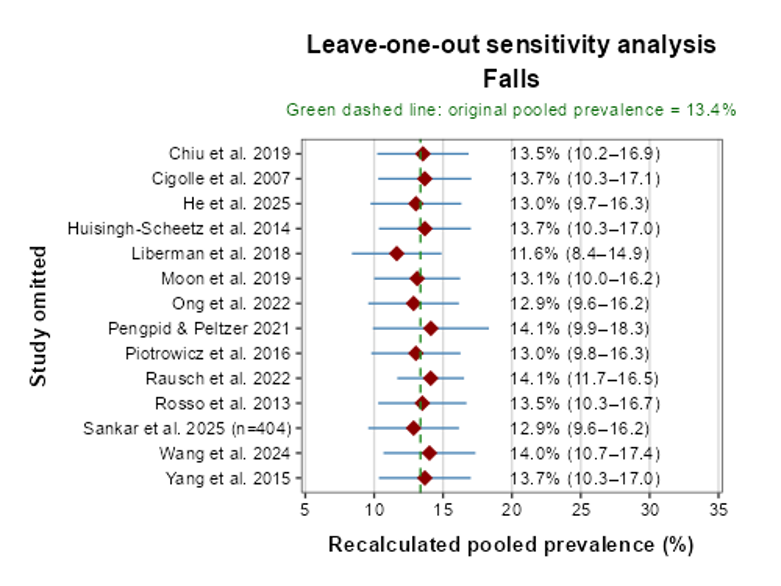 Leave-one-out sensitivity analysis
Falls
Green dashed line: original pooled prevalence = 13.4%
Study omitted
Chiu et al. 2019 13.5% (10.2–16.9)
Cigolle et al. 2007 13.7% (10.3–17.1)
He et al. 2025 13.0% (9.7–16.3)
Huisingh-Scheetz et al. 2014 13.7% (10.3–17.0)
Liberman et al. 2018 11.6% (8.4–14.9)
Moon et al. 2019 13.1% (10.0–16.2)
Ong et al. 2022 12.9% (9.6–16.2)
Pengpid & Peltzer 2021 14.1% (9.9–18.3)
Piotrowicz et al. 2016 13.0% (9.8–16.3)
Rausch et al. 2022 14.1% (11.7–16.5)
Rosso et al. 2013 13.5% (10.3–16.7)
Sankar et al. 2025 (n=404) 12.9% (9.6–16.2)
Wang et al. 2024 14.0% (10.7–17.4)
Yang et al. 2015 13.7% (10.3–17.0)
5 10 15 20 25 30 35
Recalculated pooled prevalence (%)